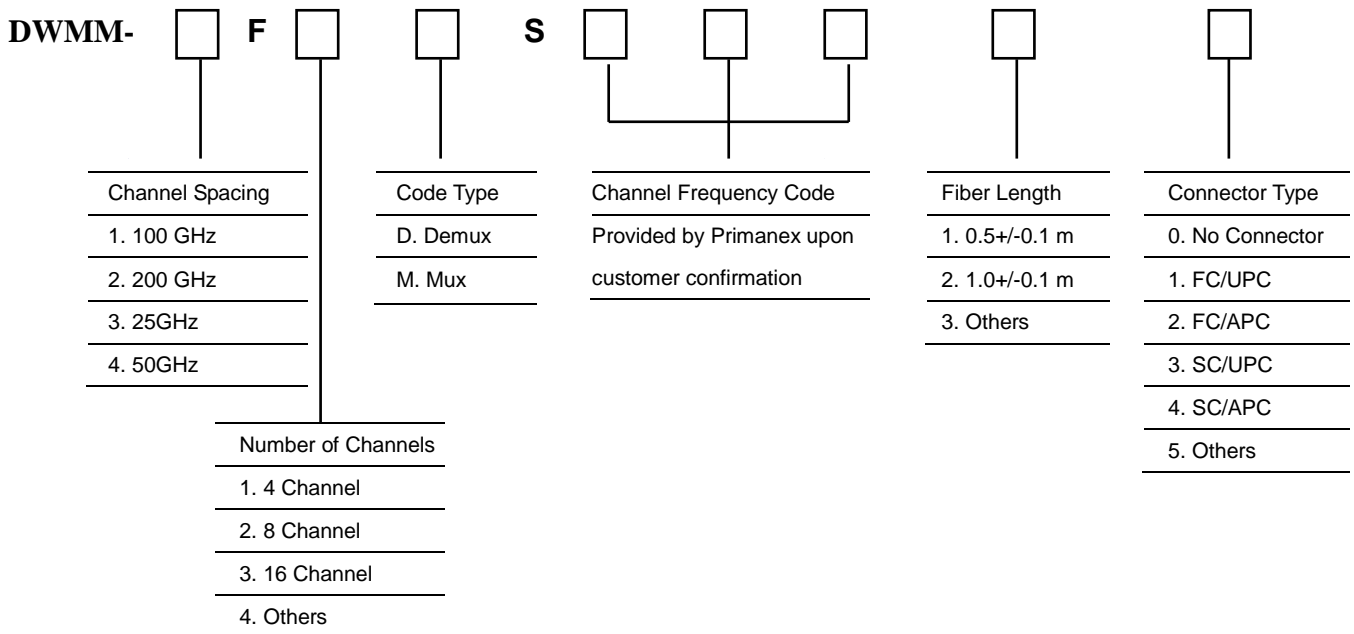 DWMM- F S
Channel Spacing
1. 100 GHz
2. 200 GHz
3. 25GHz
4. 50GHz
Number of Channels
1. 4 Channel
2. 8 Channel
3. 16 Channel
4. Others
Code Type
D. Demux
M. Mux
Channel Frequency Code
Provided by Primanex upon
customer confirmation
Fiber Length
1. 0.5+/-0.1 m
2. 1.0+/-0.1 m
3. Others
Connector Type
0. No Connector
1. FC/UPC
2. FC/APC
3. SC/UPC
4. SC/APC
5. Others